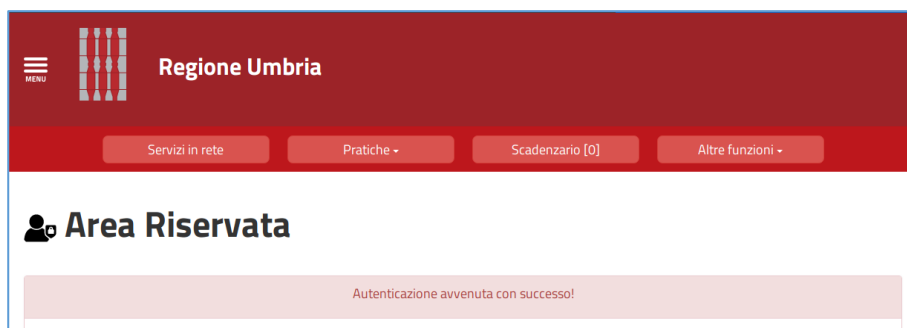 MENU
Regione Umbria
Servizi in rete
Pratiche
Scadenzario [0]
Altre funzioni
Area Riservata
Autenticazione avvenuta con successo!